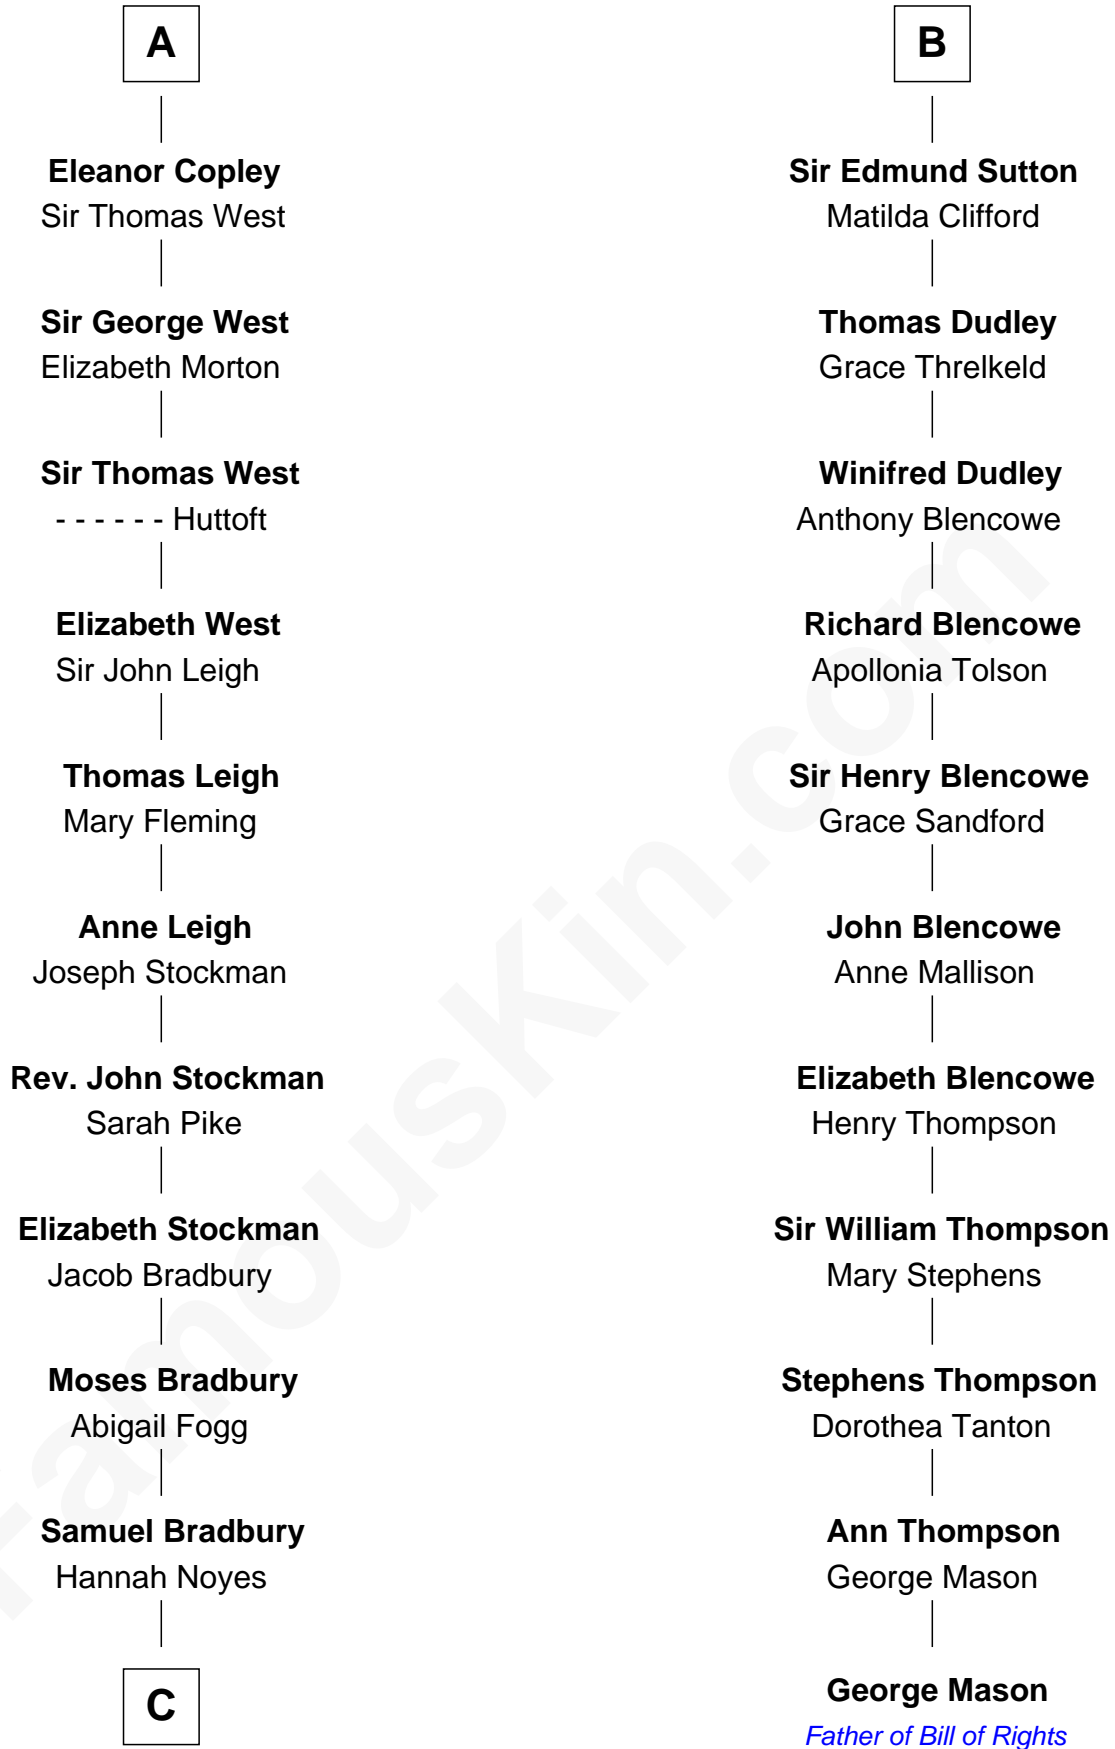 A
Eleanor Copley
Sir Thomas West
Sir George West
Elizabeth Morton
Sir Thomas West
- - - - - - Huttoft
Elizabeth West
Sir John Leigh
Thomas Leigh
Mary Fleming
Anne Leigh
Joseph Stockman
Rev. John Stockman
Sarah Pike
Elizabeth Stockman
Jacob Bradbury
Moses Bradbury
Abigail Fogg
Samuel Bradbury
Hannah Noyes
C
B
Sir Edmund Sutton
Matilda Clifford
Thomas Dudley
Grace Threlkeld
Winifred Dudley
Anthony Blencowe
Richard Blencowe
Apollonia Tolson
Sir Henry Blencowe
Grace Sandford
John Blencowe
Anne Mallison
Elizabeth Blencowe
Henry Thompson
Sir William Thompson
Mary Stephens
Stephens Thompson
Dorothea Tanton
Ann Thompson
George Mason
George Mason
Father of Bill of Rights
FamousKin.com